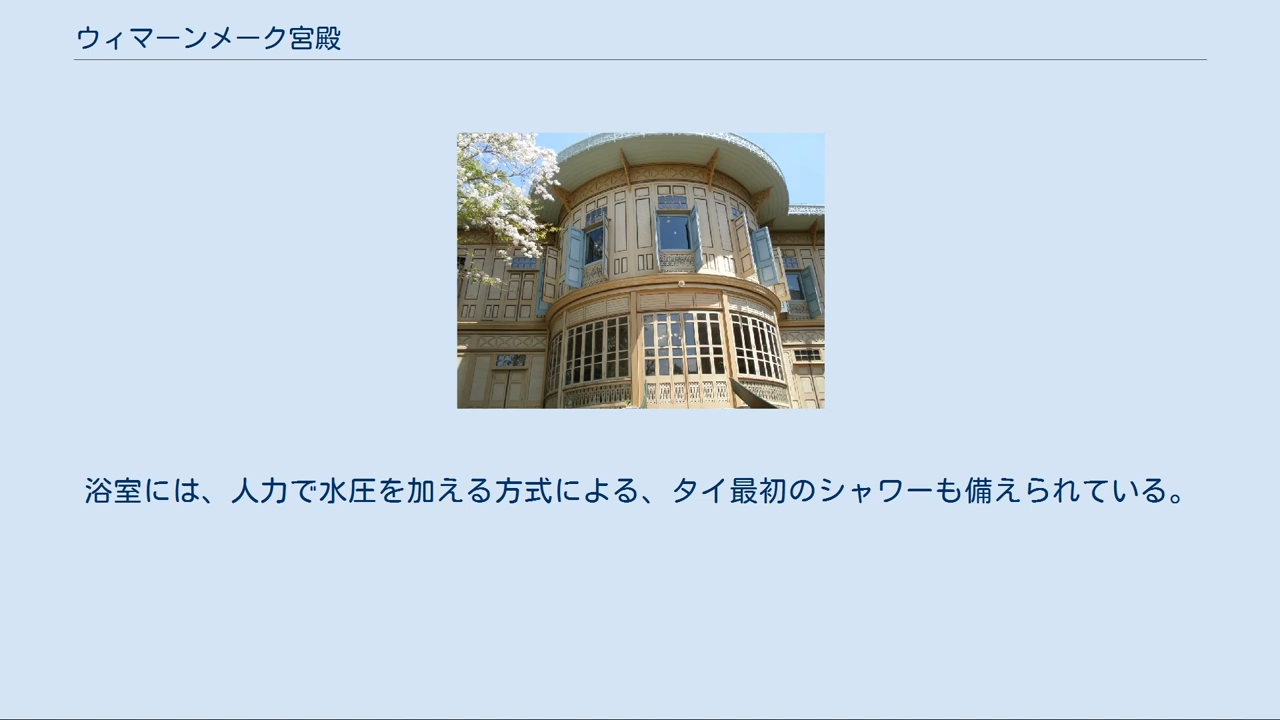 ウィマーンメーク宮殿
浴室には、人力で水圧を加える方式による、タイ最初のシャワーも備えられている。